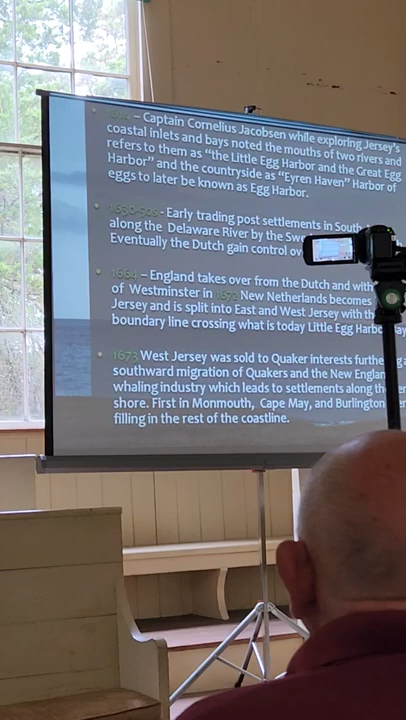 1614 – Captain Cornelius Jacobsen while exploring Jersey's
coastal inlets and bays noted the mouths of two rivers and
refers to them as "the Little Egg Harbor and the Great Egg
Harbor" and the countryside as "Eyren Haven" Harbor of
eggs to later be known as Egg Harbor.
1630-50s - Early trading post settlements in South
along the Delaware River by the
Eventually the Dutch gain control
1664 – England takes over from the Dutch and with
of Westminster in 1672 New Netherlands becomes
Jersey and is split into East and West Jersey with the
boundary line crossing what is today Little Egg Harbor
1673 West Jersey was sold to Quaker interests
southward migration of Quakers and the New England
whaling industry which leads to settlements along the
shore. First in Monmouth, Cape May, and Burlington
filling in the rest of the coastline.